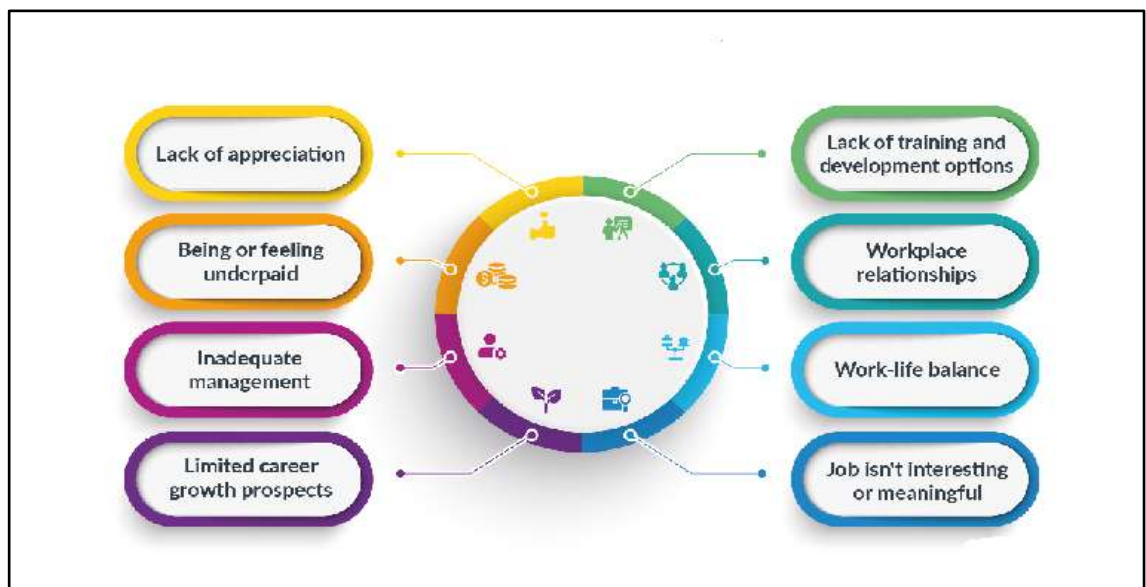 Lack of appreciation
Being or feeling
underpaid
Inadequate
management
Limited career
growth prospects
Lack of training and
development options
Workplace
relationships
Work-life balance
Job isn't interesting
or meaningful